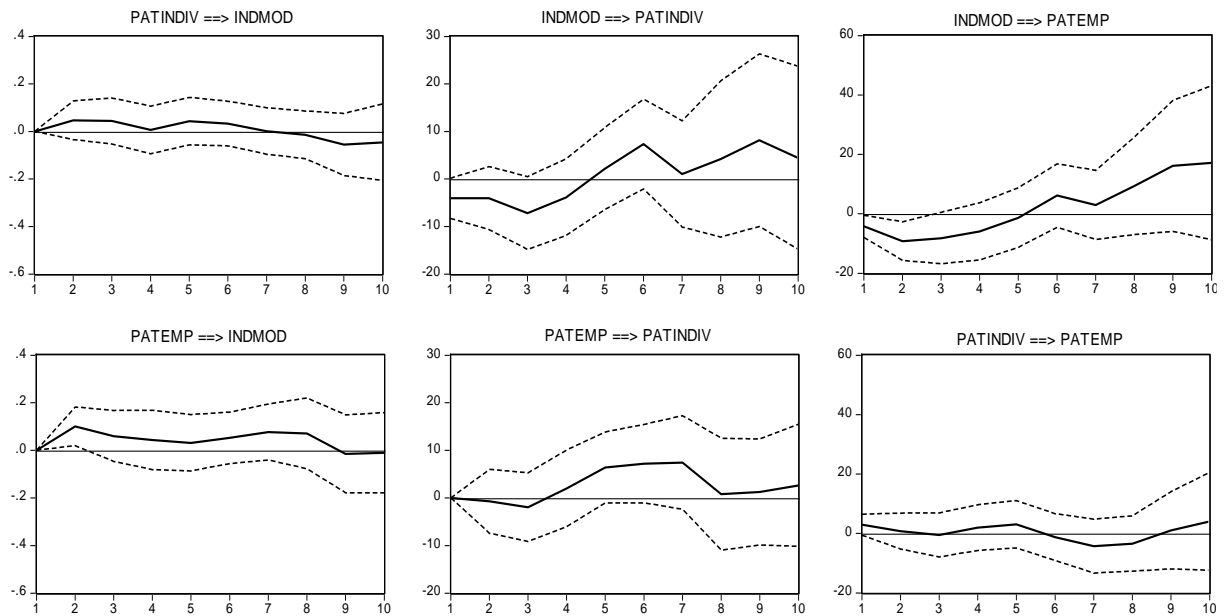 PATINDIV ==> INDMOD
.4
.2
.0
-.2
-.4
-.6
1 2 3 4 5 6 7 8 9 10
INDMOD ==> PATINDIV
30
20
10
0
-10
-20
1 2 3 4 5 6 7 8 9 10
INDMOD ==> PATEMP
60
40
20
0
-20
1 2 3 4 5 6 7 8 9 10
PATEMP ==> INDMOD
.4
.2
.0
-.2
-.4
-.6
1 2 3 4 5 6 7 8 9 10
PATEMP ==> PATINDIV
30
20
10
0
-10
-20
1 2 3 4 5 6 7 8 9 10
PATINDIV ==> PATEMP
60
40
20
0
-20
1 2 3 4 5 6 7 8 9 10